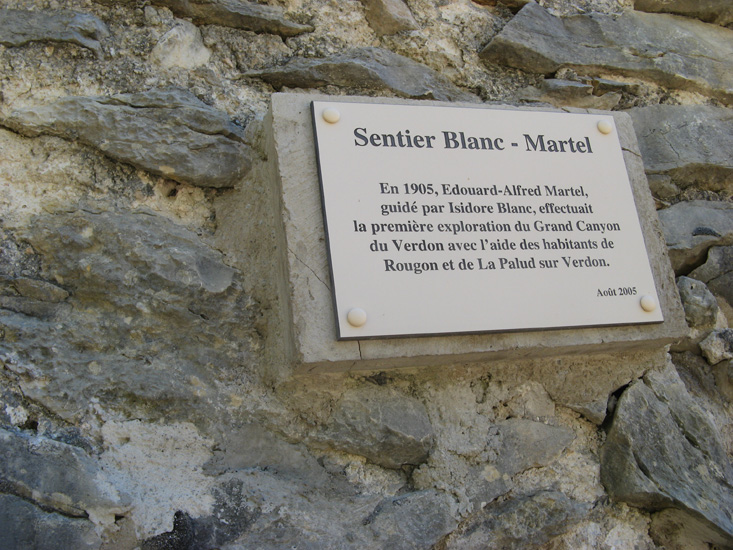 Sentier Blanc - Martel
En 1905, Edouard-Alfred Martel,
guidé par Isidore Blanc, effectuait
la première exploration du Grand Canyon
du Verdon avec l'aide des habitants de
Rougon et de La Palud sur Verdon.
Août 2005